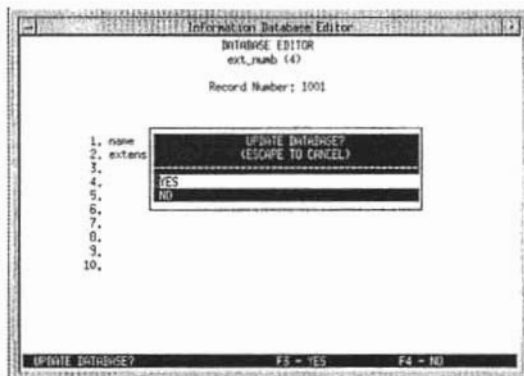 Information Database Editor
DATABASE EDITOR
ext_numb (4)
Record Number: 1001
1. name
2. extens
3.
4.
5.
6.
7.
8.
9.
10.
UPDATE DATABASE?
(ESCAPE TO CANCEL)
YES
NO
UPDATE DATABASE? F3 - YES F4 - NO